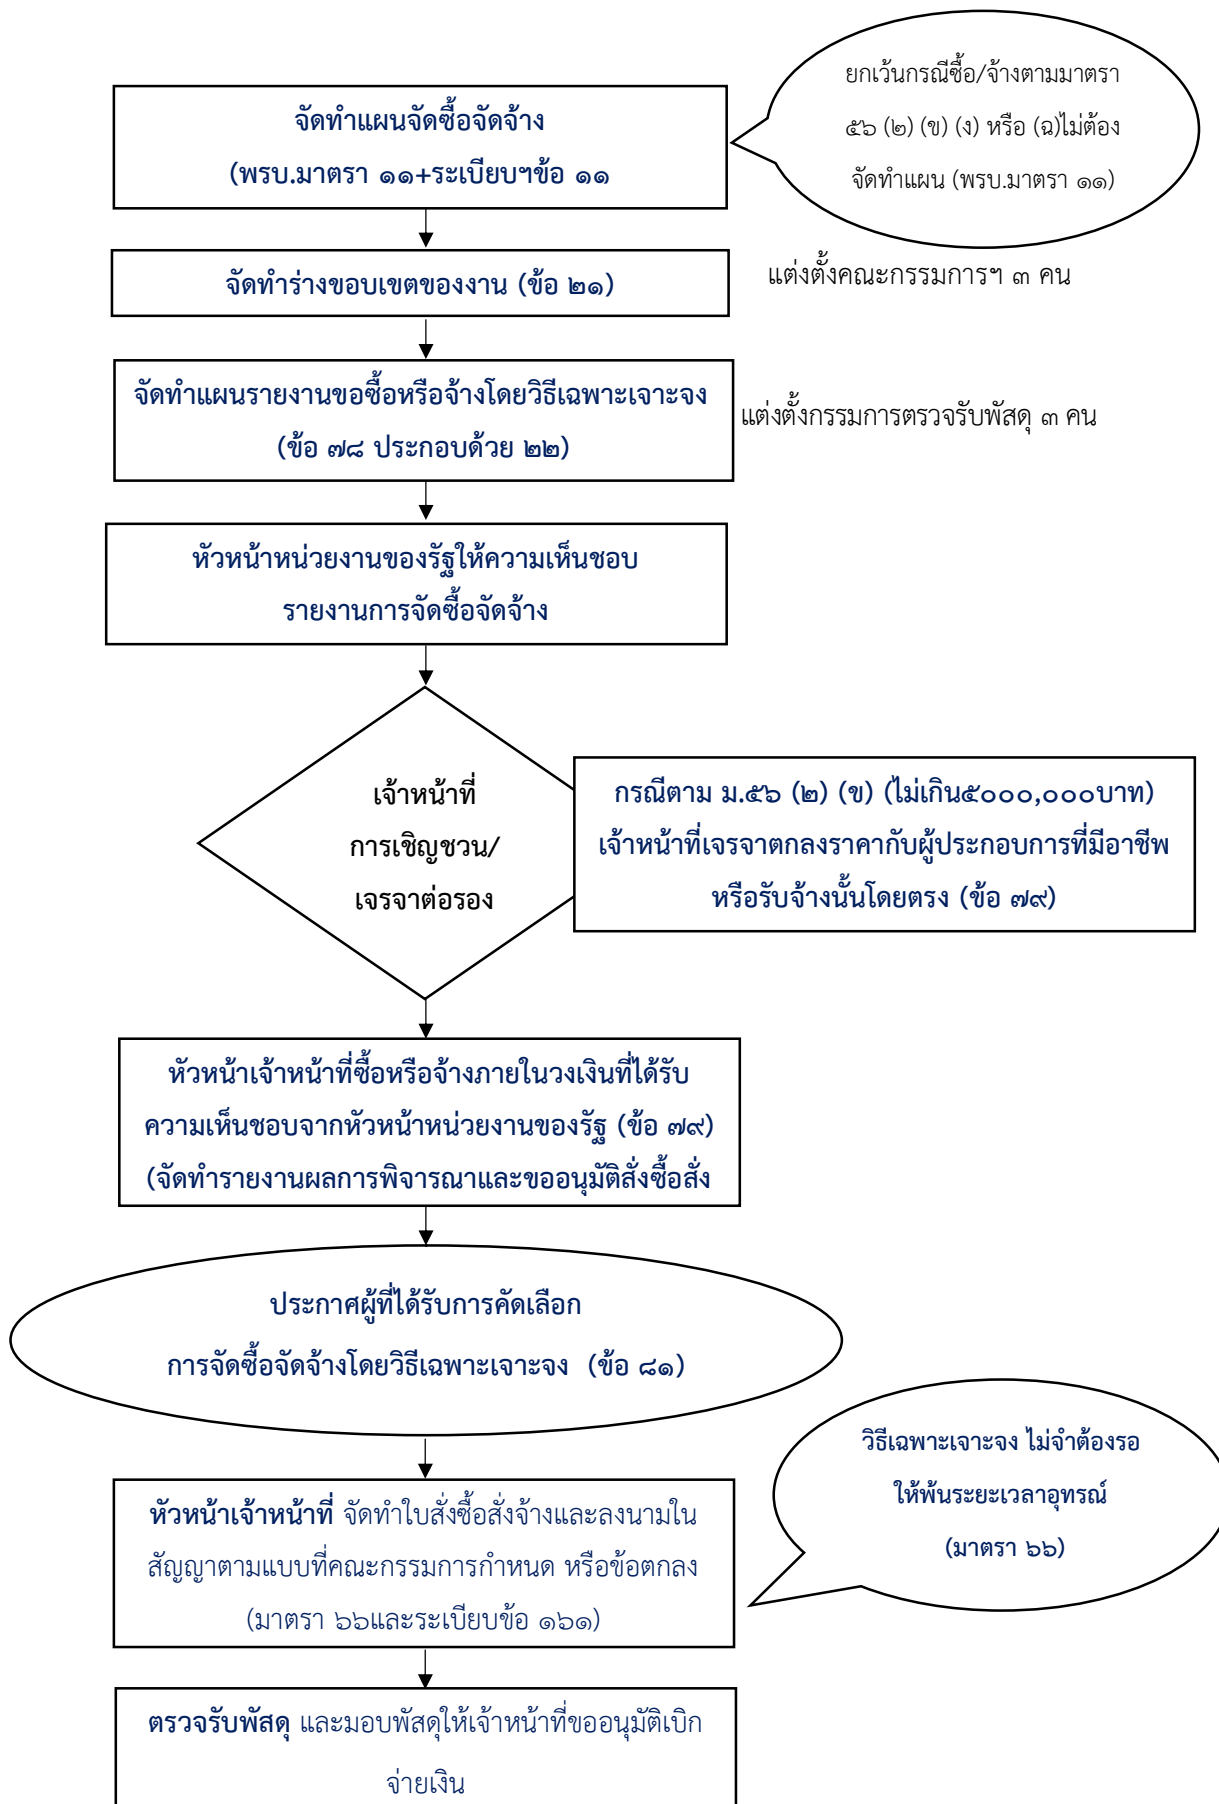 ยกเว้นกรณีซื้อ/จ้างตามมาตรา
๕๖ (๒) (ข) (ง) หรือ (ฉ)ไม่ต้อง
จัดทำแผน (พรบ.มาตรา ๑๑)
จัดทำแผนจัดซื้อจัดจ้าง
(พรบ.มาตรา ๑๑+ระเบียบฯข้อ ๑๑
จัดทำร่างขอบเขตของงาน (ข้อ ๒๑)
แต่งตั้งคณะกรรมการฯ ๓ คน
จัดทำแผนรายงานขอซื้อหรือจ้างโดยวิธีเฉพาะเจาะจง
(ข้อ ๗๘ ประกอบด้วย ๒๒)
แต่งตั้งกรรมการตรวจรับพัสดุ ๓ คน
หัวหน้าหน่วยงานของรัฐให้ความเห็นชอบ
รายงานการจัดซื้อจัดจ้าง
เจ้าหน้าที่
การเชิญชวน/
เจรจาต่อรอง
กรณีตาม ม.๕๖ (๒) (ข) (ไม่เกิน๕๐๐๐,๐๐๐บาท)
เจ้าหน้าที่เจรจาตกลงราคากับผู้ประกอบการที่มีอาชีพ
หรือรับจ้างนั้นโดยตรง (ข้อ ๗๙)
หัวหน้าเจ้าหน้าที่ซื้อหรือจ้างภายในวงเงินที่ได้รับ
ความเห็นชอบจากหัวหน้าหน่วยงานของรัฐ (ข้อ ๗๙)
(จัดทำรายงานผลการพิจารณาและขออนุมัติสั่งซื้อสั่ง
ประกาศผู้ที่ได้รับการคัดเลือก
การจัดซื้อจัดจ้างโดยวิธีเฉพาะเจาะจง (ข้อ ๘๑)
วิธีเฉพาะเจาะจง ไม่จำต้องรอ
ให้พ้นระยะเวลาอุทรณ์
(มาตรา ๖๖)
หัวหน้าเจ้าหน้าที่ จัดทำใบสั่งซื้อสั่งจ้างและลงนามใน
สัญญาตามแบบที่คณะกรรมการกำหนด หรือข้อตกลง
(มาตรา ๖๖และระเบียบข้อ ๑๖๑)
ตรวจรับพัสดุ และมอบพัสดุให้เจ้าหน้าที่ขออนุมัติเบิก
จ่ายเงิน